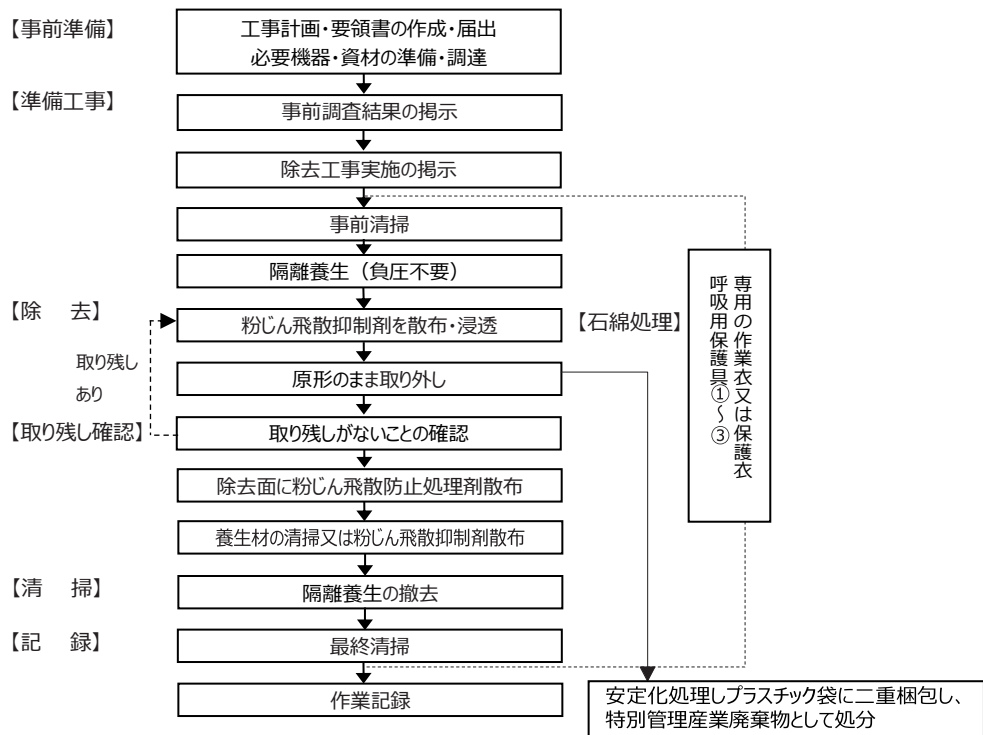 【事前準備】
工事計画・要領書の作成・届出
必要機器・資材の準備・調達
【準備工事】
事前調査結果の掲示
除去工事実施の掲示
事前清掃
隔離養生（負圧不要）
【除　去】
粉じん飛散抑制剤を散布・浸透
【石綿処理】
専用の作業衣又は保護衣
呼吸用保護具①～③
取り残し
あり
原形のまま取り外し
【取り残し確認】
取り残しがないことの確認
除去面に粉じん飛散防止処理剤散布
養生材の清掃又は粉じん飛散抑制剤散布
【清　掃】
隔離養生の撤去
【記　録】
最終清掃
作業記録
安定化処理しプラスチック袋に二重梱包し、
特別管理産業廃棄物として処分